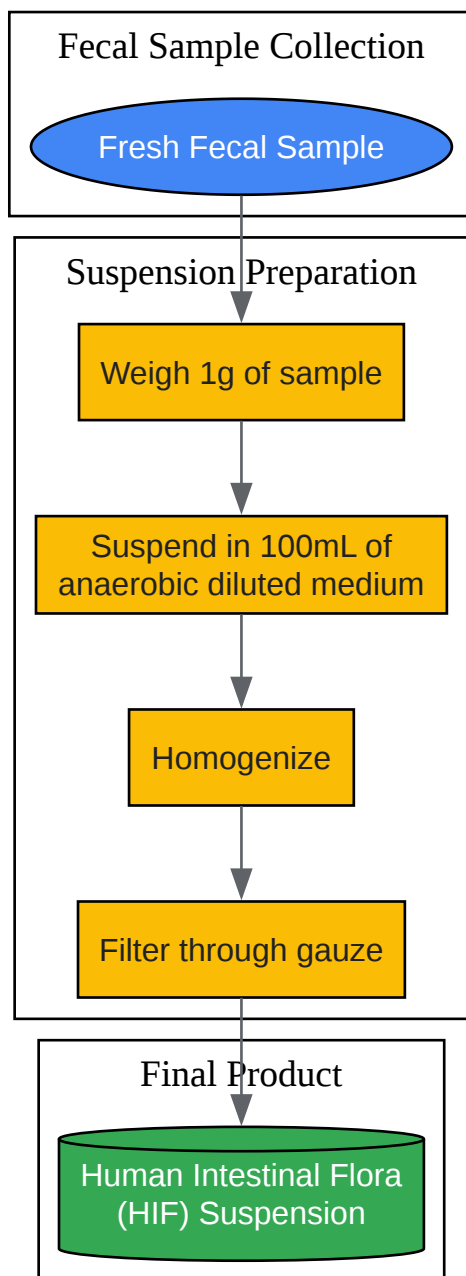 Fecal Sample Collection
Fresh Fecal Sample
Suspension Preparation
Weigh 1g of sample
Suspend in 100mL of
anaerobic diluted medium
Homogenize
Filter through gauze
Final Product
Human Intestinal Flora
(HIF) Suspension